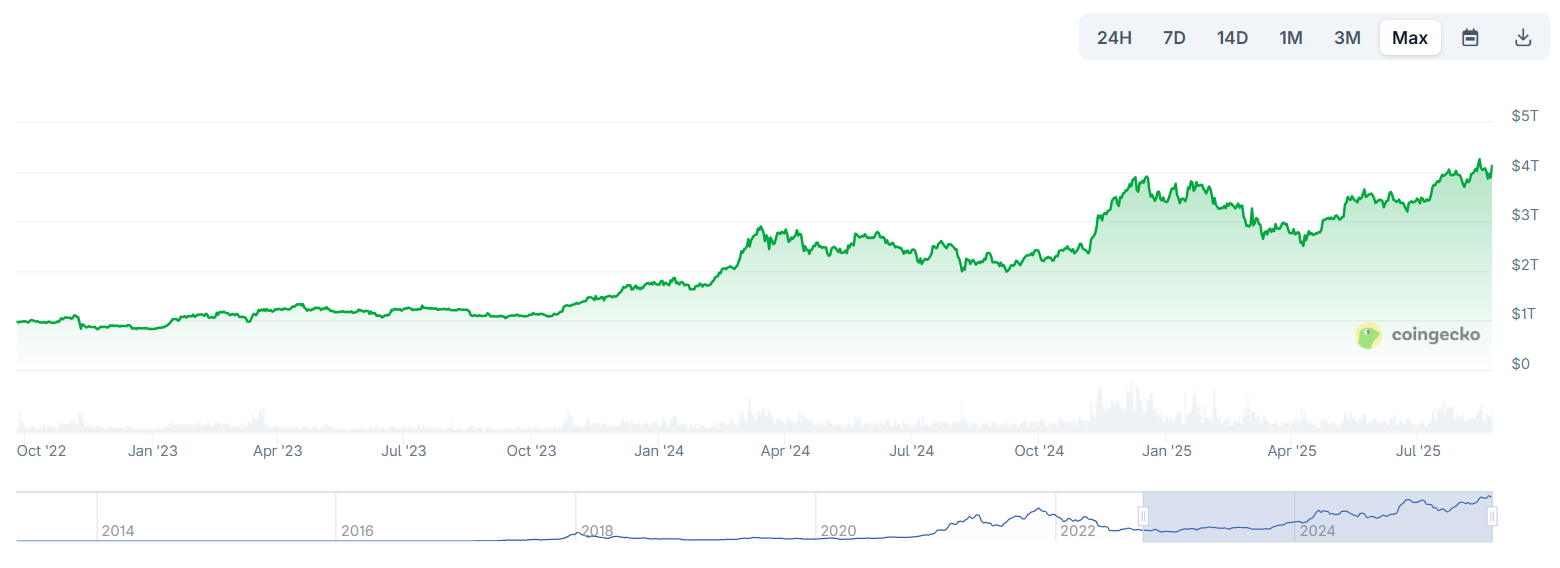 24H 7D 14D 1M 3M Max
$5T
$4T
$3T
$2T
$1T
$0
coingecko
Oct '22 Jan '23 Apr '23 Jul '23 Oct '23 Jan '24 Apr '24 Jul '24 Oct '24 Jan '25 Apr '25 Jul '25
2014 2016 2018 2020 2022 2024